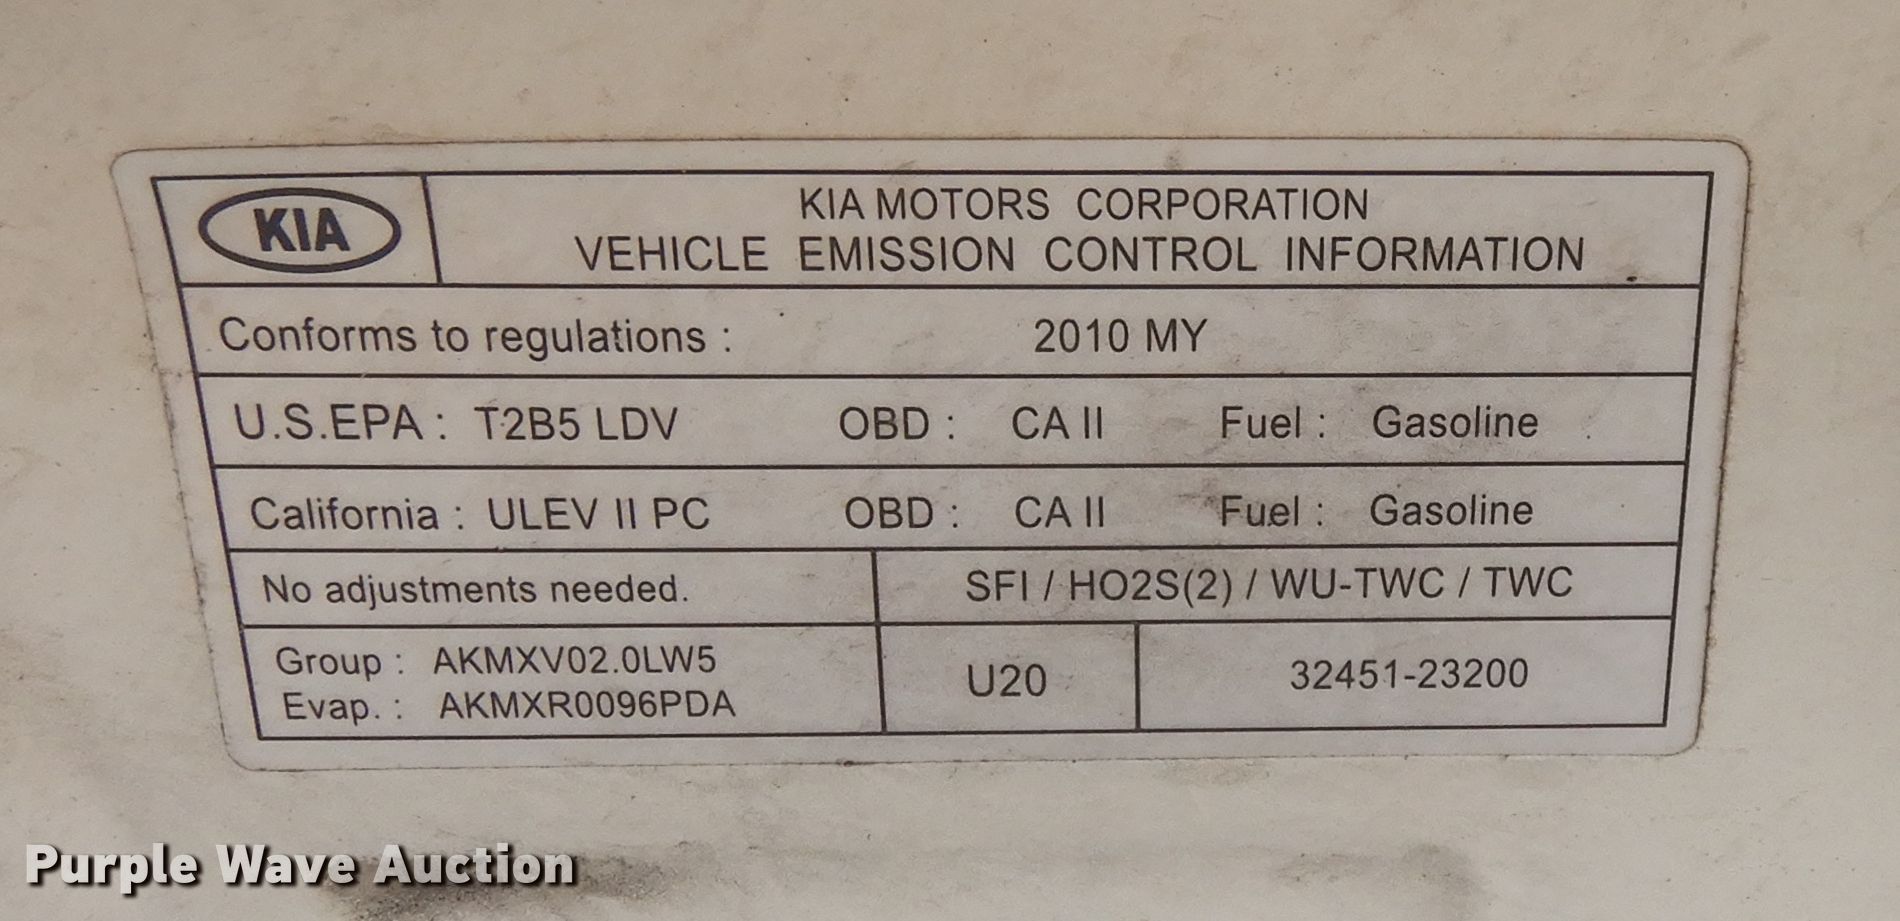 KIA
KIA MOTORS CORPORATION
VEHICLE EMISSION CONTROL INFORMATION
Conforms to regulations : 2010 MY
U.S.EPA : T2B5 LDV OBD : CA II Fuel : Gasoline
California : ULEV II PC OBD : CA II Fuel : Gasoline
No adjustments needed. SFI / HO2S(2) / WU-TWC / TWC
Group : AKMXV02.0LW5
Evap. : AKMXR0096PDA
U20
32451-23200
Purple Wave Auction